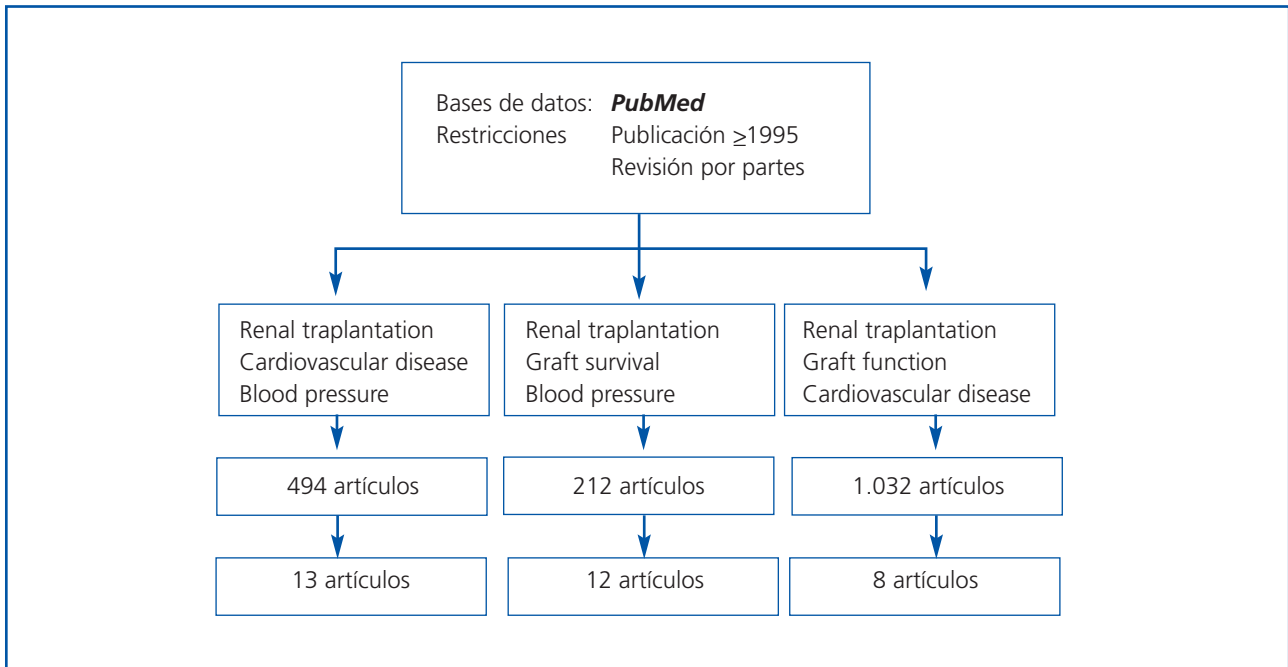 Bases de datos: PubMed
Restricciones Publicación ≥1995
Revisión por partes
Renal traplantation
Cardiovascular disease
Blood pressure
Renal traplantation
Graft survival
Blood pressure
Renal traplantation
Graft function
Cardiovascular disease
494 artículos
212 artículos
1.032 artículos
13 artículos
12 artículos
8 artículos